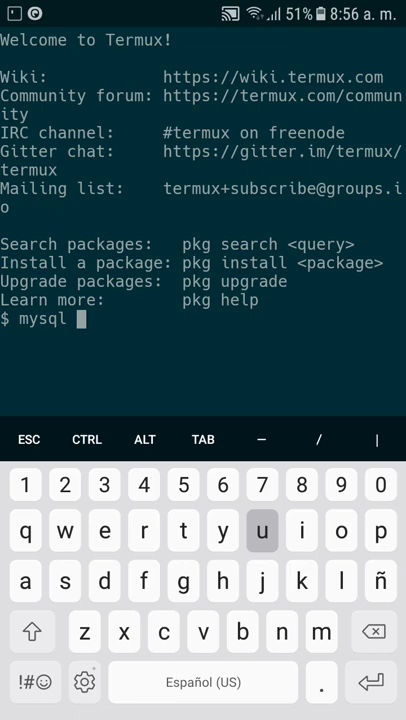 51% 8:56 a. m.
Welcome to Termux!
Wiki: https://wiki.termux.com
Community forum: https://termux.com/commun
ity
IRC channel: #termux on freenode
Gitter chat: https://gitter.im/termux/
termux
Mailing list: termux+subscribe@groups.i
o
Search packages: pkg search <query>
Install a package: pkg install <package>
Upgrade packages: pkg upgrade
Learn more: pkg help
$ mysql
ESC CTRL ALT TAB — / |
1 2 3 4 5 6 7 8 9 0
q w e r t y u i o p
a s d f g h j k l ñ
z x c v b n m
!#☺ Español (US) .